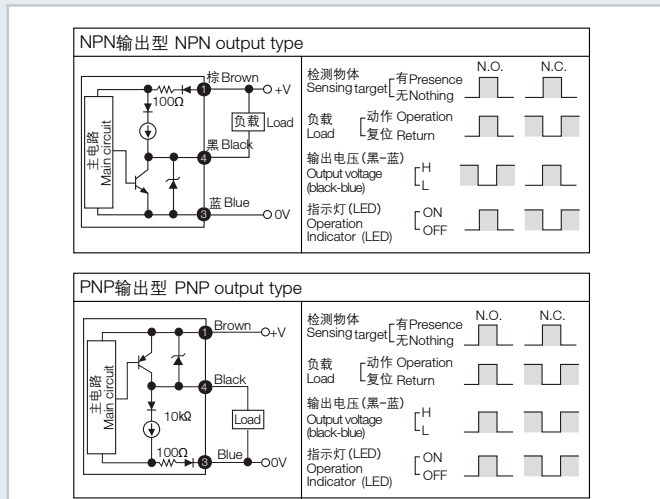 NPN输出型 NPN output type
主电路
Main circuit
100Ω
1
棕 Brown
+V
负载
Load
黑 Black
4
蓝 Blue
3
0V
检测物体
Sensing target
有 Presence
无 Nothing
N.O.
N.C.
负载
Load
动作 Operation
复位 Return
输出电压(黑-蓝)
Output voltage
(black-blue)
H
L
指示灯(LED)
Operation
Indicator (LED)
ON
OFF
PNP输出型 PNP output type
主电路
Main circuit
1
Brown
+V
4
Black
10kΩ
Load
100Ω
3
Blue
0V
检测物体
Sensing target
有 Presence
无 Nothing
N.O.
N.C.
负载
Load
动作 Operation
复位 Return
输出电压(黑-蓝)
Output voltage
(black-blue)
H
L
指示灯(LED)
Operation
Indicator (LED)
ON
OFF